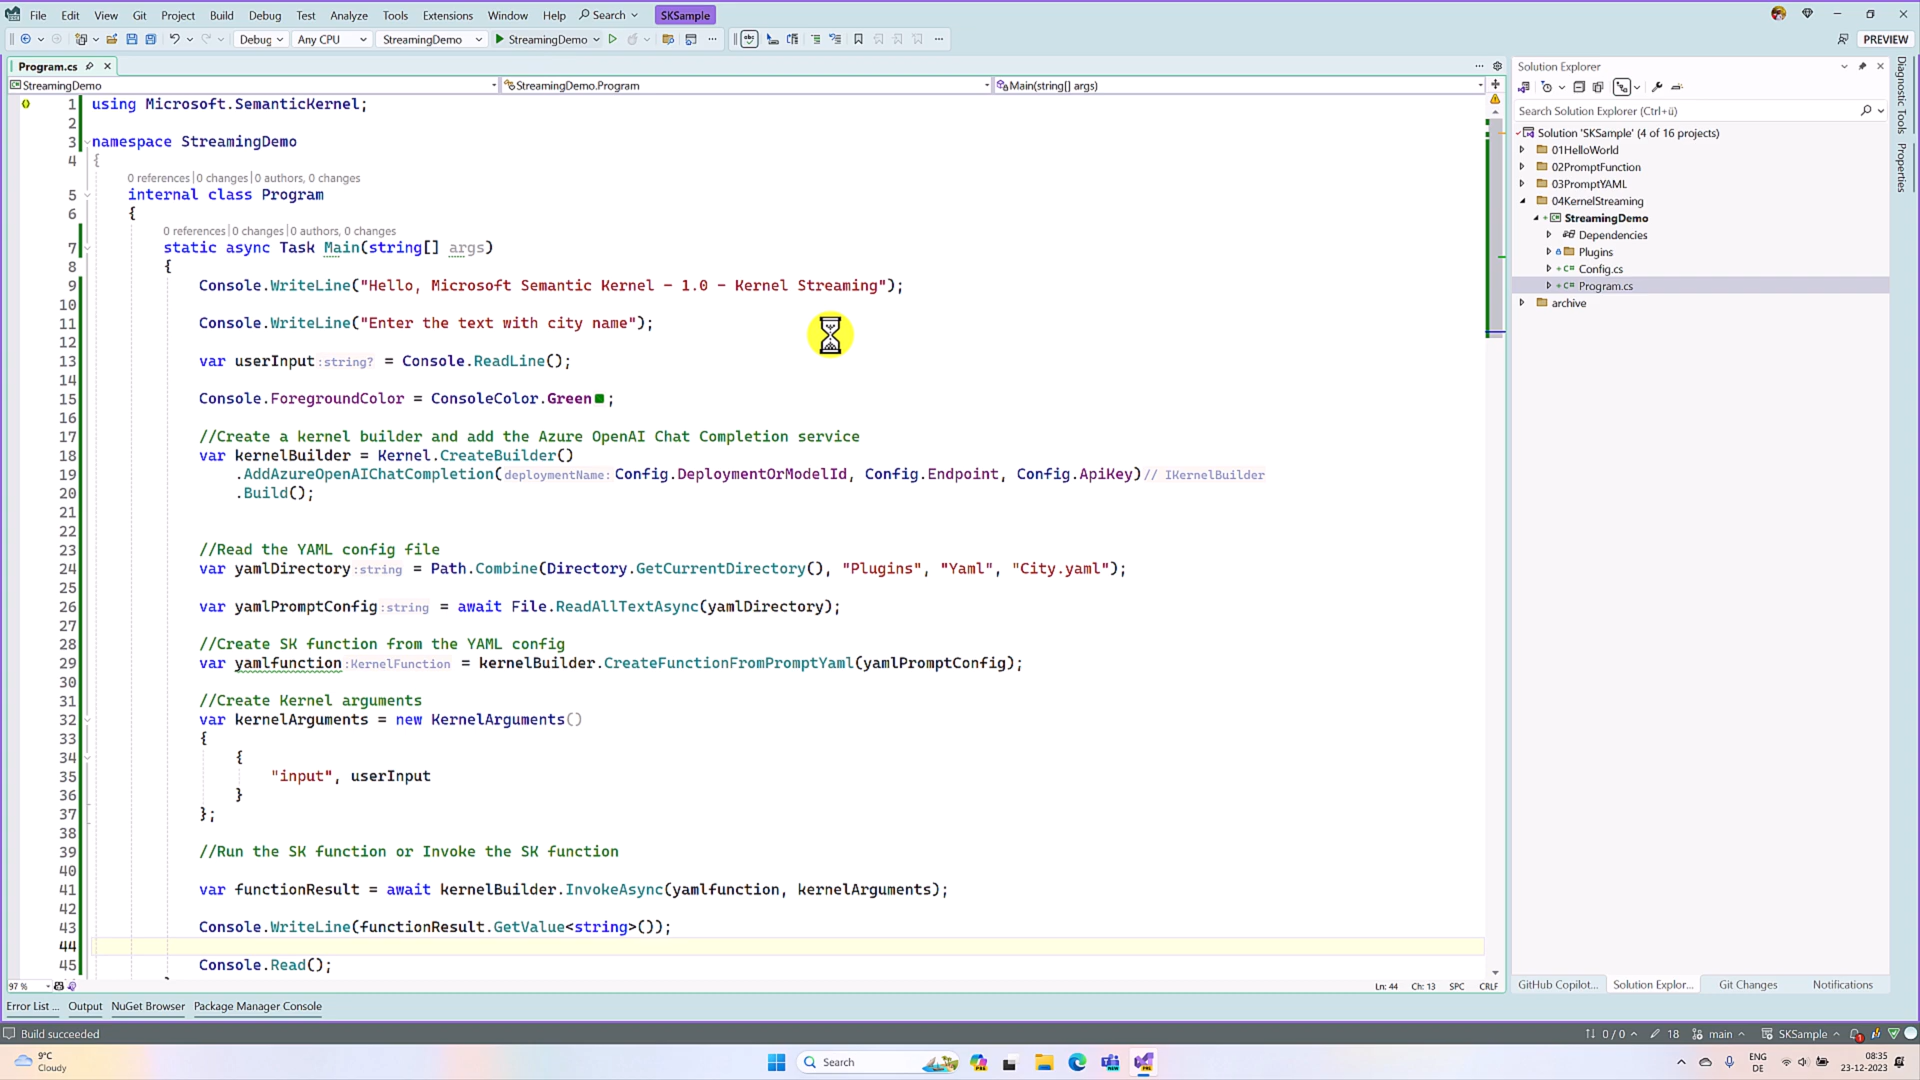 File Edit View Git Project Build Debug Test Analyze Tools Extensions Window Help Search SKSample
Debug Any CPU StreamingDemo StreamingDemo PREVIEW
Program.cs
StreamingDemo StreamingDemo.Program Main(string[] args)
1 using Microsoft.SemanticKernel;
2
3 namespace StreamingDemo
4 {
0 references | 0 changes | 0 authors, 0 changes
5 internal class Program
6 {
0 references | 0 changes | 0 authors, 0 changes
7 static async Task Main(string[] args)
8 {
9 Console.WriteLine("Hello, Microsoft Semantic Kernel - 1.0 - Kernel Streaming");
10
11 Console.WriteLine("Enter the text with city name");
12
13 var userInput:string? = Console.ReadLine();
14
15 Console.ForegroundColor = ConsoleColor.Green;
16
17 //Create a kernel builder and add the Azure OpenAI Chat Completion service
18 var kernelBuilder = Kernel.CreateBuilder()
19 .AddAzureOpenAIChatCompletion(deploymentName: Config.DeploymentOrModelId, Config.Endpoint, Config.ApiKey)// IKernelBuilder
20 .Build();
21
22
23 //Read the YAML config file
24 var yamlDirectory:string = Path.Combine(Directory.GetCurrentDirectory(), "Plugins", "Yaml", "City.yaml");
25
26 var yamlPromptConfig:string = await File.ReadAllTextAsync(yamlDirectory);
27
28 //Create SK function from the YAML config
29 var yamlfunction:KernelFunction = kernelBuilder.CreateFunctionFromPromptYaml(yamlPromptConfig);
30
31 //Create Kernel arguments
32 var kernelArguments = new KernelArguments()
33 {
34 {
35 "input", userInput
36 }
37 };
38
39 //Run the SK function or Invoke the SK function
40
41 var functionResult = await kernelBuilder.InvokeAsync(yamlfunction, kernelArguments);
42
43 Console.WriteLine(functionResult.GetValue<string>());
44
45 Console.Read();
97 % Ln: 44 Ch: 13 SPC CRLF
Error List ... Output NuGet Browser Package Manager Console
Solution Explorer
Search Solution Explorer (Ctrl+ü)
Solution 'SKSample' (4 of 16 projects)
01HelloWorld
02PromptFunction
03PromptYAML
04KernelStreaming
StreamingDemo
Dependencies
Plugins
C# Config.cs
C# Program.cs
archive
GitHub Copilot... Solution Explor... Git Changes Notifications
Diagnostic Tools
Properties
Build succeeded 0 / 0 18 main SKSample 1
9°C
Cloudy
Search
ENG
DE
08:35
23-12-2023